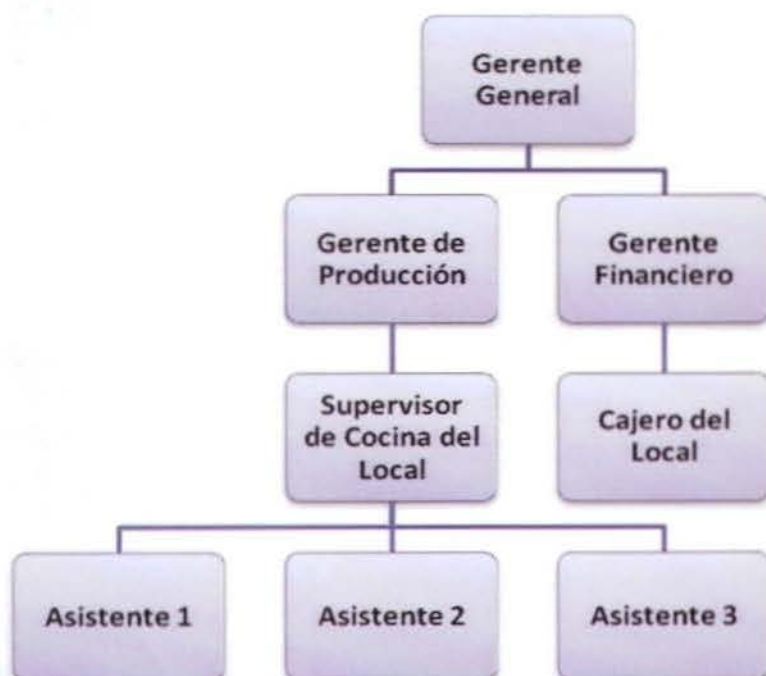 Gerente
General
Gerente de
Producción
Gerente
Financiero
Supervisor
de Cocina del
Local
Cajero del
Local
Asistente 1
Asistente 2
Asistente 3